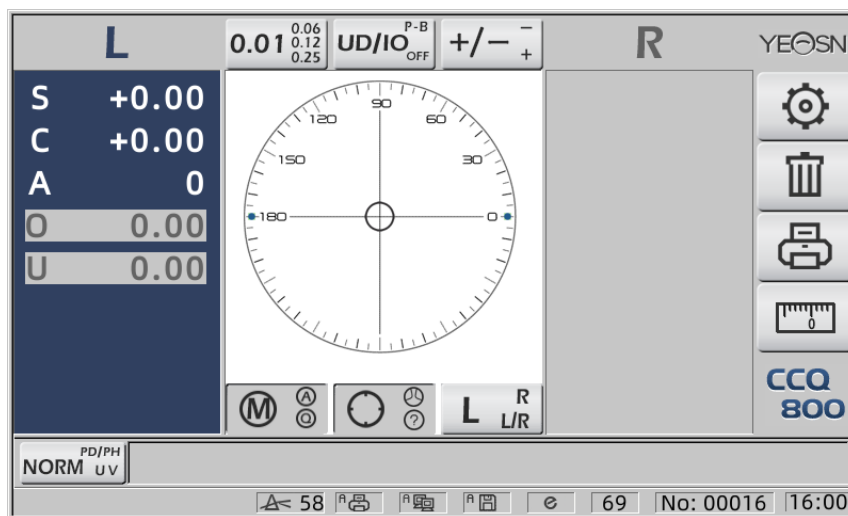 L
0.01 0.06
0.12
0.25
UD/IO P-B
OFF
+/- -
+
R
YEOSN
S +0.00
C +0.00
A 0
O 0.00
U 0.00
90
120 60
150 30
180 0
0
M A
Q
?
L R
L/R
CCQ
800
NORM PD/PH
UV
58 A A A e 69 No: 00016 16:00